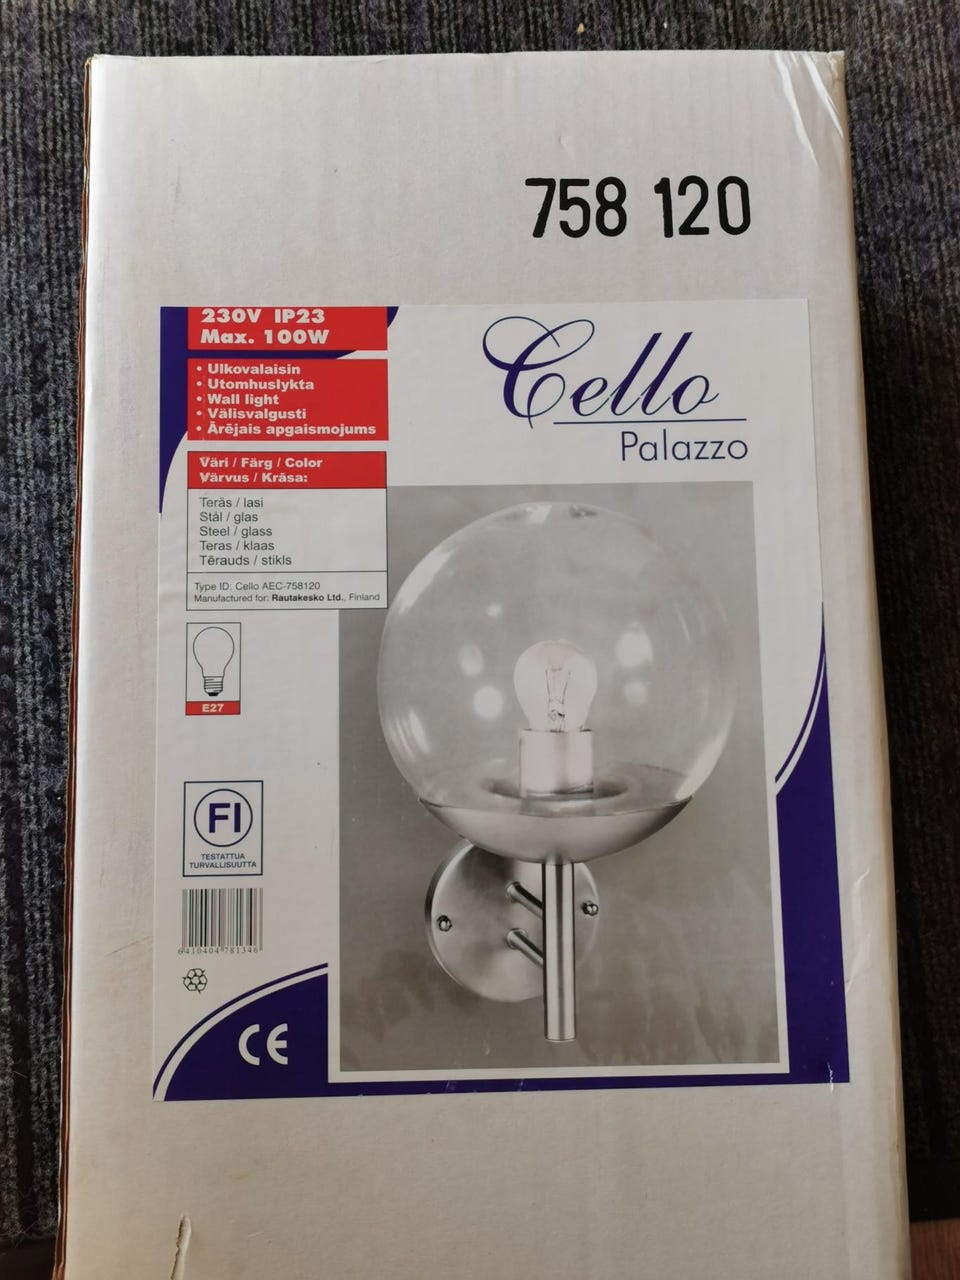 758 120
230V IP23
Max. 100W
• Ulkovalaisin
• Utomhuslykta
• Wall light
• Välisvalgusti
• Ārējais apgaismojums
Cello
Palazzo
Väri / Färg / Color
Värvus / Krāsa:
Teräs / lasi
Stål / glas
Steel / glass
Teras / klaas
Tērauds / stikls
Type ID: Cello AEC-758120
Manufactured for: Rautakesko Ltd., Finland
E27
FI
TESTATTUA
TURVALLISUUTTA
6410404781346
CE